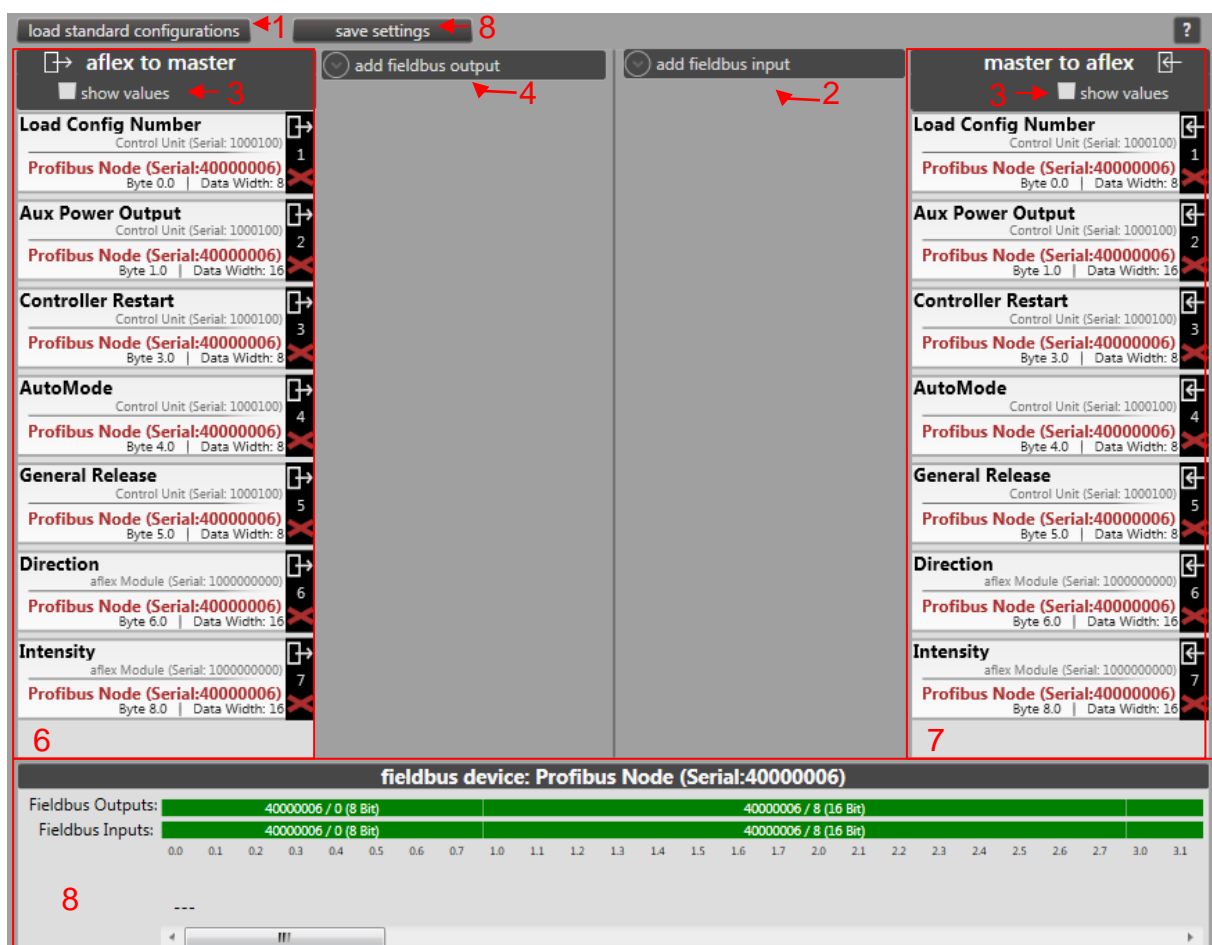 load standard configurations 1 save settings 8 ?
aflex to master
show values 3
add fieldbus output
4
add fieldbus input
2
master to aflex
3 show values
Load Config Number
Control Unit (Serial: 1000100)
1
Profibus Node (Serial:40000006)
Byte 0.0 | Data Width: 8
Aux Power Output
Control Unit (Serial: 1000100)
2
Profibus Node (Serial:40000006)
Byte 1.0 | Data Width: 16
Controller Restart
Control Unit (Serial: 1000100)
3
Profibus Node (Serial:40000006)
Byte 3.0 | Data Width: 8
AutoMode
Control Unit (Serial: 1000100)
4
Profibus Node (Serial:40000006)
Byte 4.0 | Data Width: 8
General Release
Control Unit (Serial: 1000100)
5
Profibus Node (Serial:40000006)
Byte 5.0 | Data Width: 8
Direction
aflex Module (Serial: 1000000000)
6
Profibus Node (Serial:40000006)
Byte 6.0 | Data Width: 16
Intensity
aflex Module (Serial: 1000000000)
7
Profibus Node (Serial:40000006)
Byte 8.0 | Data Width: 16
6
Load Config Number
Control Unit (Serial: 1000100)
1
Profibus Node (Serial:40000006)
Byte 0.0 | Data Width: 8
Aux Power Output
Control Unit (Serial: 1000100)
2
Profibus Node (Serial:40000006)
Byte 1.0 | Data Width: 16
Controller Restart
Control Unit (Serial: 1000100)
3
Profibus Node (Serial:40000006)
Byte 3.0 | Data Width: 8
AutoMode
Control Unit (Serial: 1000100)
4
Profibus Node (Serial:40000006)
Byte 4.0 | Data Width: 8
General Release
Control Unit (Serial: 1000100)
5
Profibus Node (Serial:40000006)
Byte 5.0 | Data Width: 8
Direction
aflex Module (Serial: 1000000000)
6
Profibus Node (Serial:40000006)
Byte 6.0 | Data Width: 16
Intensity
aflex Module (Serial: 1000000000)
7
Profibus Node (Serial:40000006)
Byte 8.0 | Data Width: 16
7
fieldbus device: Profibus Node (Serial:40000006)
Fieldbus Outputs: 40000006 / 0 (8 Bit) 40000006 / 8 (16 Bit)
Fieldbus Inputs: 40000006 / 0 (8 Bit) 40000006 / 8 (16 Bit)
0.0 0.1 0.2 0.3 0.4 0.5 0.6 0.7 1.0 1.1 1.2 1.3 1.4 1.5 1.6 1.7 2.0 2.1 2.2 2.3 2.4 2.5 2.6 2.7 3.0 3.1
8
---